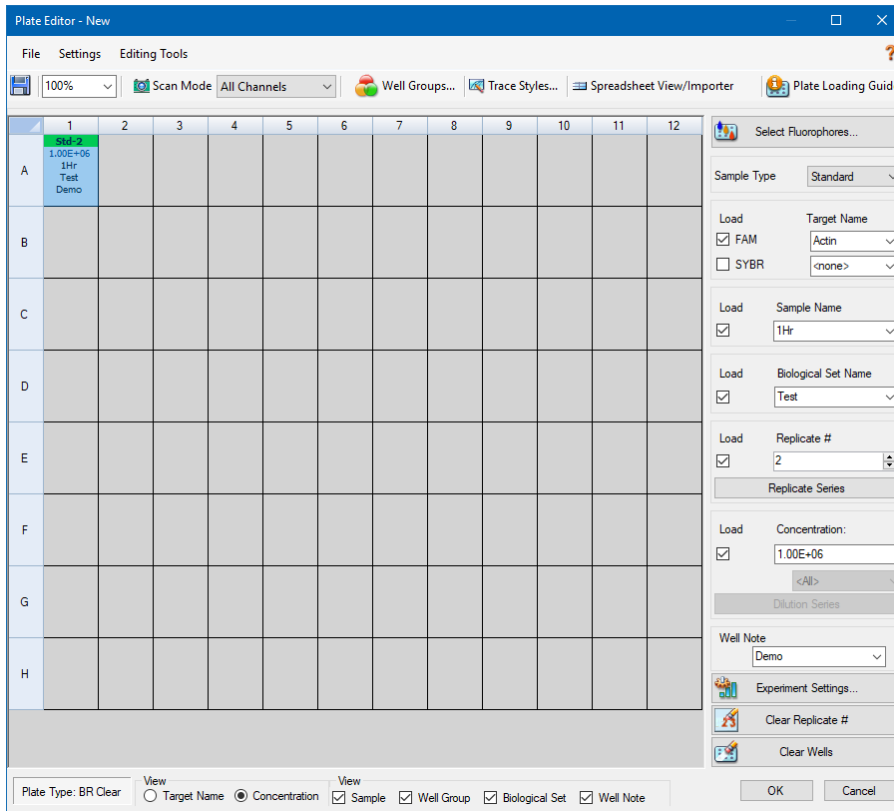 Plate Editor - New
File Settings Editing Tools ?
100% Scan Mode All Channels Well Groups... Trace Styles... Spreadsheet View/Importer Plate Loading Guid
1 2 3 4 5 6 7 8 9 10 11 12
A
Std-2
1.00E+06
1Hr
Test
Demo
B
C
D
E
F
G
H
Select Fluorophores...
Sample Type Standard
Load Target Name
FAM Actin
SYBR <none>
Load Sample Name
1Hr
Load Biological Set Name
Test
Load Replicate #
2
Replicate Series
Load Concentration:
1.00E+06
<All>
Dilution Series
Well Note
Demo
Experiment Settings...
Clear Replicate #
Clear Wells
Plate Type: BR Clear
View
Target Name Concentration
View
Sample Well Group Biological Set Well Note
OK Cancel